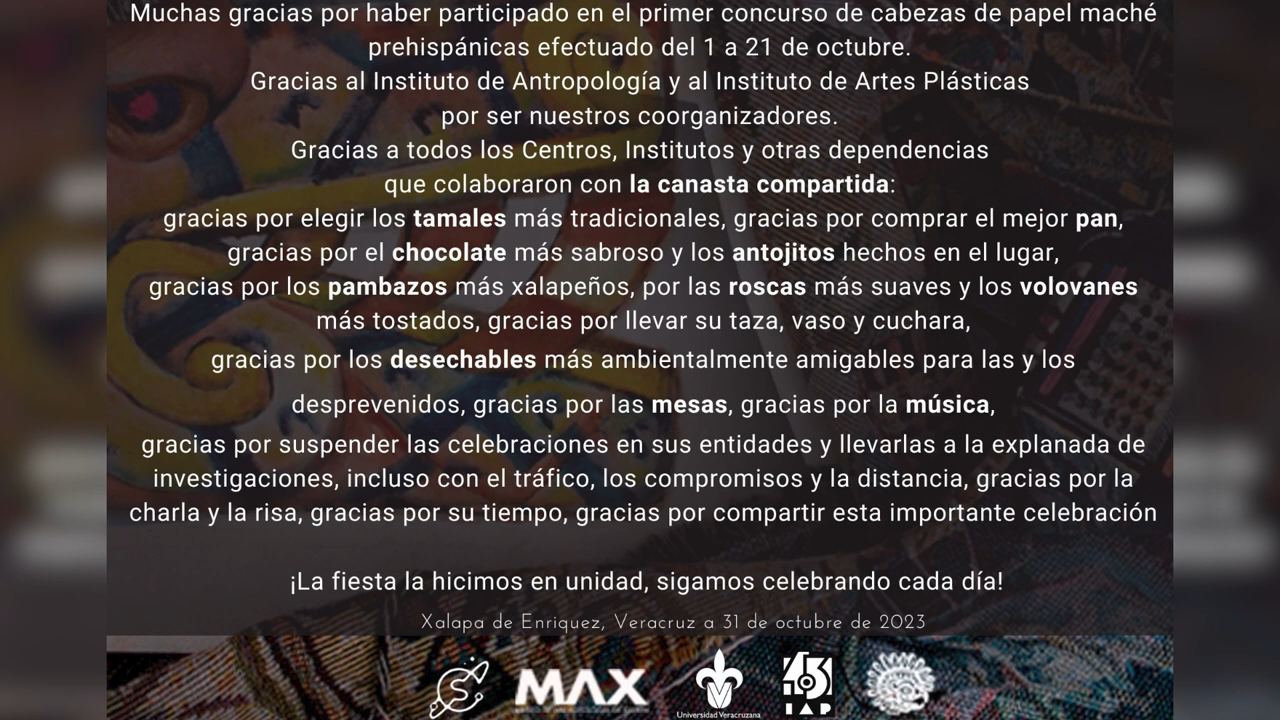 Muchas gracias por haber participado en el primer concurso de cabezas de papel maché
prehispánicas efectuado del 1 a 21 de octubre.
Gracias al Instituto de Antropología y al Instituto de Artes Plásticas
por ser nuestros coorganizadores.
Gracias a todos los Centros, Institutos y otras dependencias
que colaboraron con la canasta compartida:
gracias por elegir los tamales más tradicionales, gracias por comprar el mejor pan,
gracias por el chocolate más sabroso y los antojitos hechos en el lugar,
gracias por los pambazos más xalapeños, por las roscas más suaves y los volovanes
más tostados, gracias por llevar su taza, vaso y cuchara,
gracias por los desechables más ambientalmente amigables para las y los
desprevenidos, gracias por las mesas, gracias por la música,
gracias por suspender las celebraciones en sus entidades y llevarlas a la explanada de
investigaciones, incluso con el tráfico, los compromisos y la distancia, gracias por la
charla y la risa, gracias por su tiempo, gracias por compartir esta importante celebración
¡La fiesta la hicimos en unidad, sigamos celebrando cada día!
Xalapa de Enriquez, Veracruz a 31 de octubre de 2023
MAX
Universidad Veracruzana
45
IAP